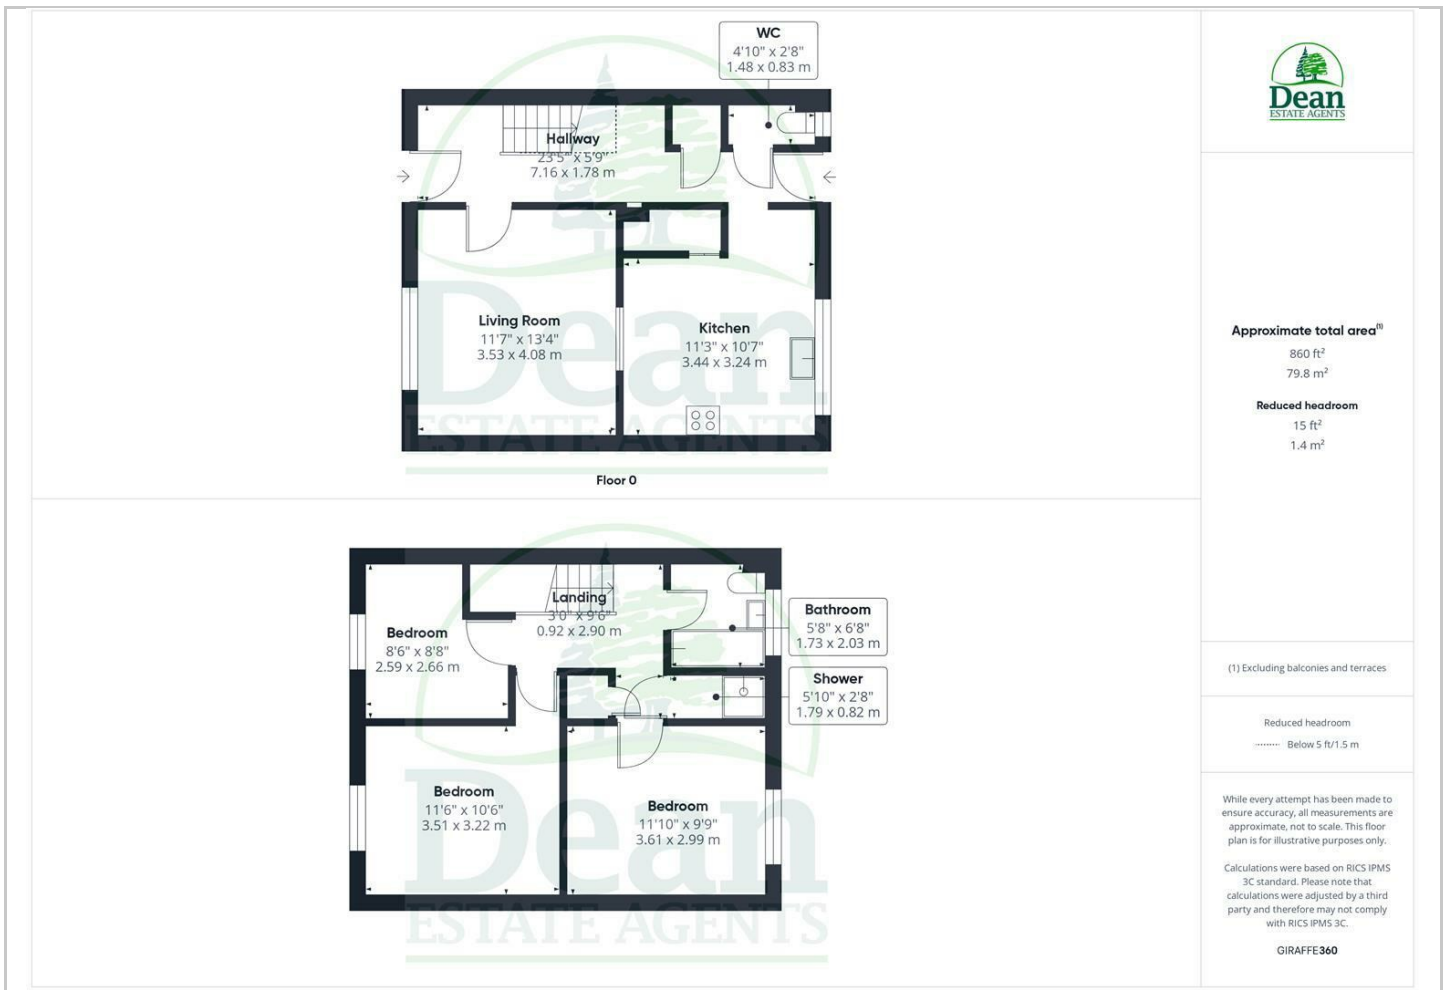 WC
4'10" x 2'8"
1.48 x 0.83 m
Hallway
23'5" x 5'9"
7.16 x 1.78 m
Living Room
11'7" x 13'4"
3.53 x 4.08 m
Kitchen
11'3" x 10'7"
3.44 x 3.24 m
Dean
ESTATE AGENTS
Floor 0
Landing
3'0" x 9'6"
0.92 x 2.90 m
Bedroom
8'6" x 8'8"
2.59 x 2.66 m
Bathroom
5'8" x 6'8"
1.73 x 2.03 m
Shower
5'10" x 2'8"
1.79 x 0.82 m
Bedroom
11'6" x 10'6"
3.51 x 3.22 m
Bedroom
11'10" x 9'9"
3.61 x 2.99 m
Dean
ESTATE AGENTS
Dean
ESTATE AGENTS
Approximate total area(1)
860 ft²
79.8 m²
Reduced headroom
15 ft²
1.4 m²
(1) Excluding balconies and terraces
Reduced headroom
Below 5 ft/1.5 m
While every attempt has been made to
ensure accuracy, all measurements are
approximate, not to scale. This floor
plan is for illustrative purposes only.
Calculations were based on RICS IPMS
3C standard. Please note that
calculations were adjusted by a third
party and therefore may not comply
with RICS IPMS 3C.
GIRAFFE360